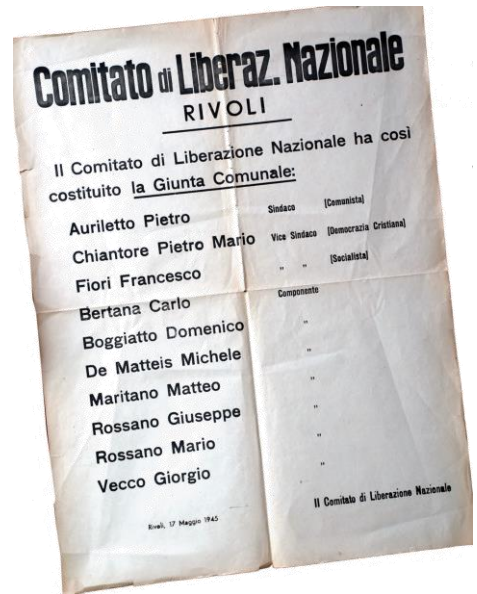 Comitato di Liberaz. Nazionale
RIVOLI
Il Comitato di Liberazione Nazionale ha così
costituito la Giunta Comunale:
Auriletto Pietro Sindaco [Comunista]
Chiantore Pietro Mario Vice Sindaco [Democrazia Cristiana]
Fiori Francesco " " [Socialista]
Bertana Carlo Componente
Boggiatto Domenico "
De Matteis Michele "
Maritano Matteo "
Rossano Giuseppe "
Rossano Mario "
Vecco Giorgio "
Il Comitato di Liberazione Nazionale
Rivoli, 17 Maggio 1945